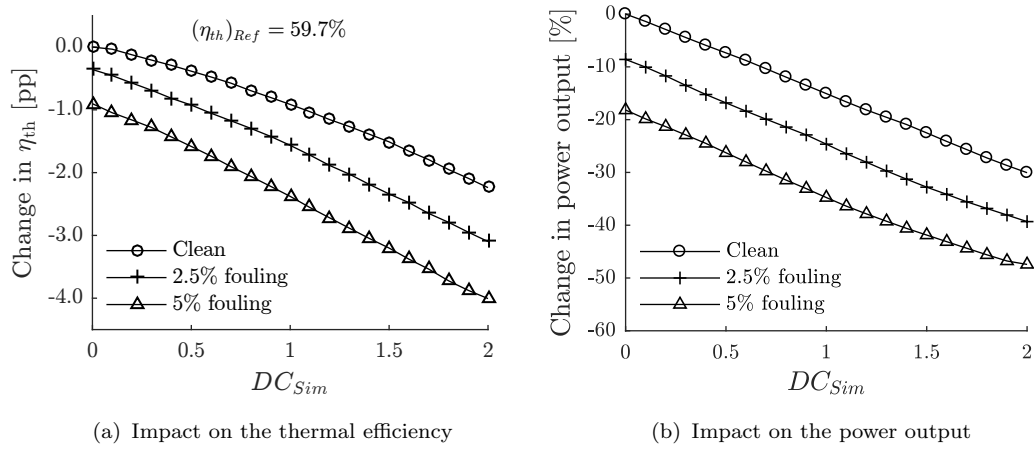 (η_th)_Ref = 59.7%
Change in η_th [pp]
0.0
-1.0
-2.0
-3.0
-4.0
Clean
2.5% fouling
5% fouling
0 0.5 1 1.5 2
DC_Sim
(a) Impact on the thermal efficiency
Change in power output [%]
0
-10
-20
-30
-40
-50
-60
Clean
2.5% fouling
5% fouling
0 0.5 1 1.5 2
DC_Sim
(b) Impact on the power output